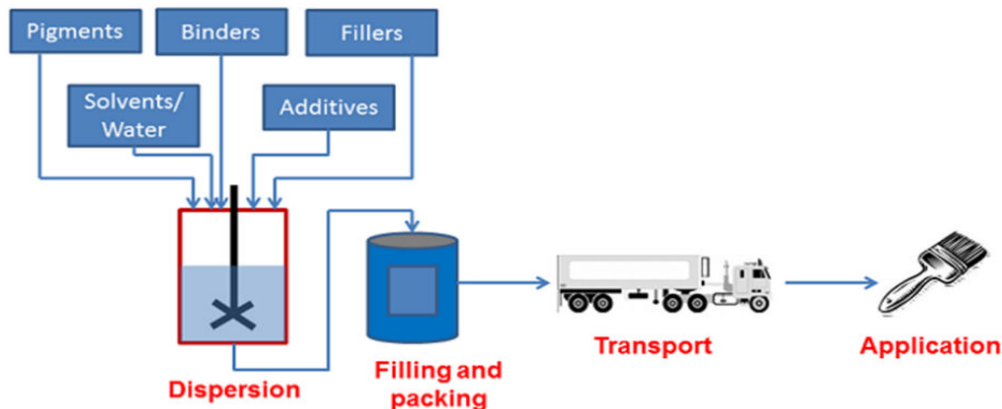 Pigments
Binders
Fillers
Solvents/
Water
Additives
Dispersion
Filling and
packing
Transport
Application